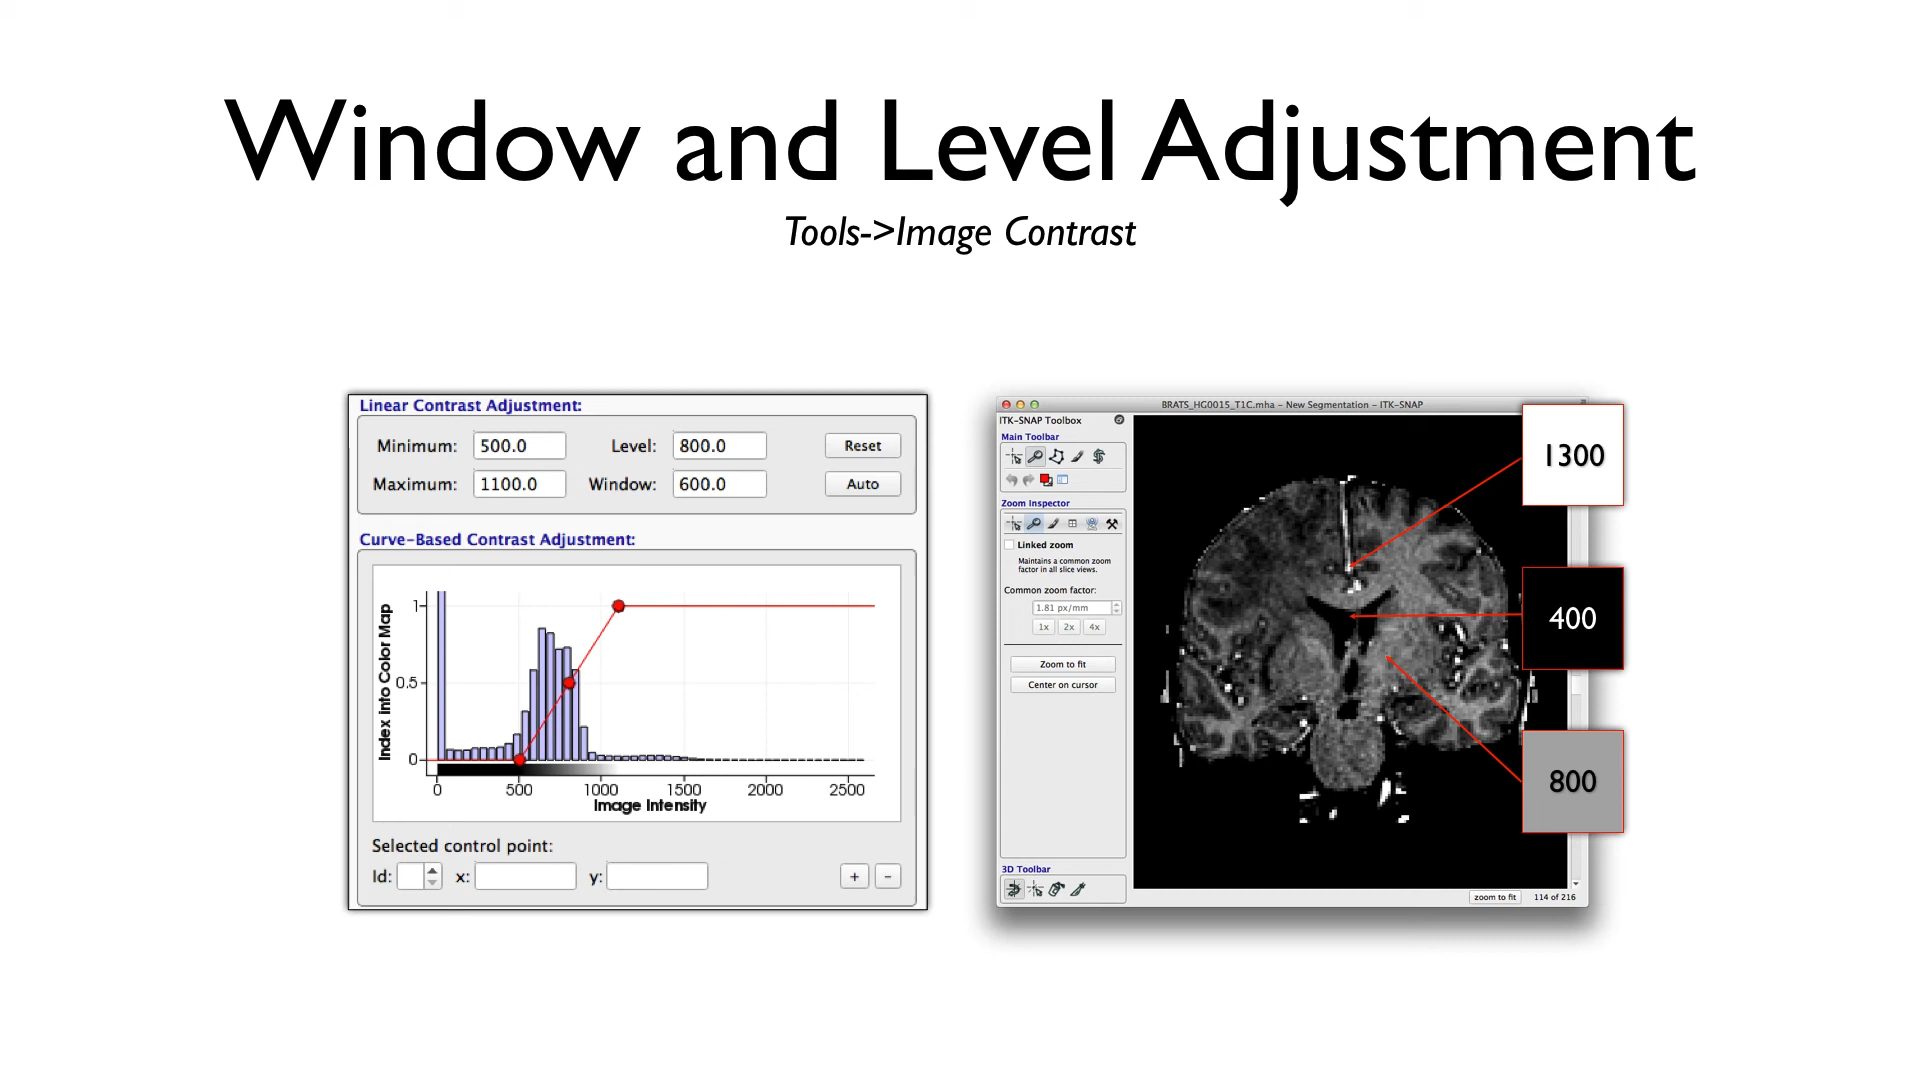 Window and Level Adjustment
Tools->Image Contrast
Linear Contrast Adjustment:
Minimum: 500.0 Level: 800.0 Reset
Maximum: 1100.0 Window: 600.0 Auto
Curve-Based Contrast Adjustment:
Index into Color Map
1
0.5
0
0 500 1000 1500 2000 2500
Image Intensity
Selected control point:
Id: x: y: + -
BRATS_HG0015_T1C.mha - New Segmentation - ITK-SNAP
ITK-SNAP Toolbox
Main Toolbar
Zoom Inspector
Linked zoom
Maintains a common zoom
factor in all slice views.
Common zoom factor:
1.81 px/mm
1x 2x 4x
Zoom to fit
Center on cursor
3D Toolbar
zoom to fit 114 of 216
1300
400
800